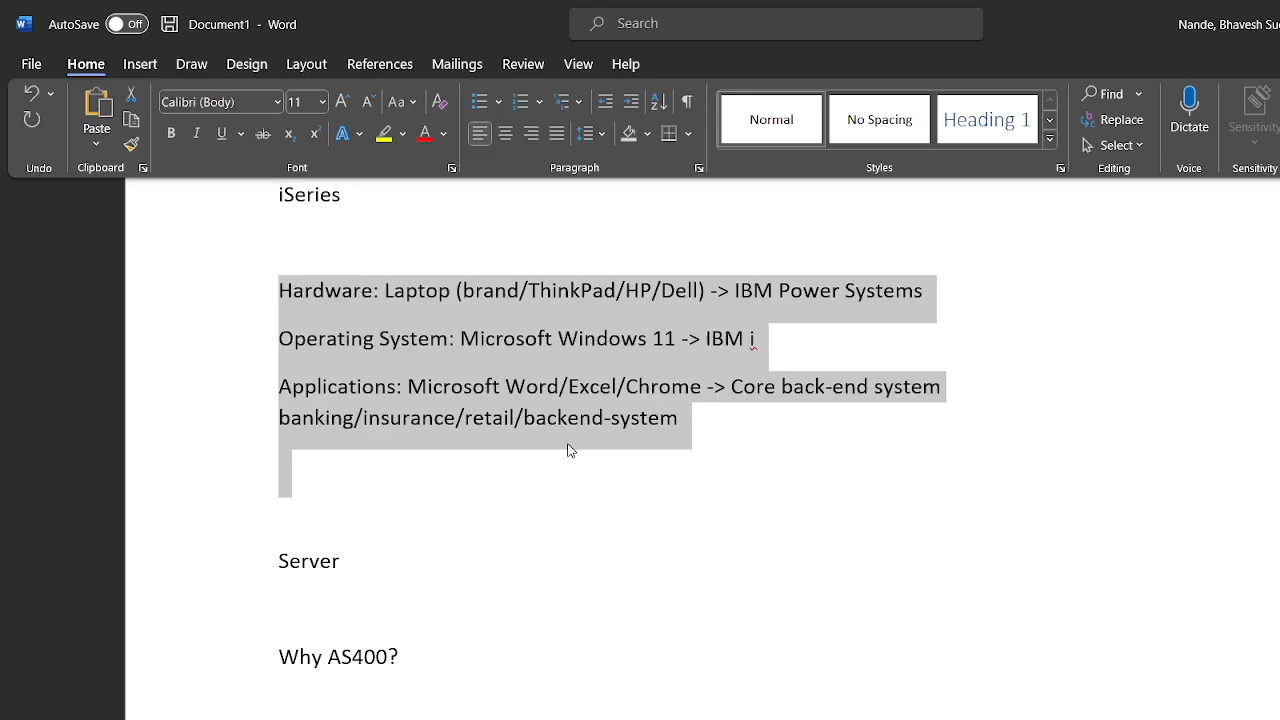 AutoSave Off Document1 - Word Search Nande, Bhavesh Su
File Home Insert Draw Design Layout References Mailings Review View Help
Paste Calibri (Body) 11 Aa Normal No Spacing Heading 1 Find Replace Select Dictate Sensitivity
Undo Clipboard Font Paragraph Styles Editing Voice Sensitivity
iSeries
Hardware: Laptop (brand/ThinkPad/HP/Dell) -> IBM Power Systems
Operating System: Microsoft Windows 11 -> IBM i
Applications: Microsoft Word/Excel/Chrome -> Core back-end system
banking/insurance/retail/backend-system
Server
Why AS400?